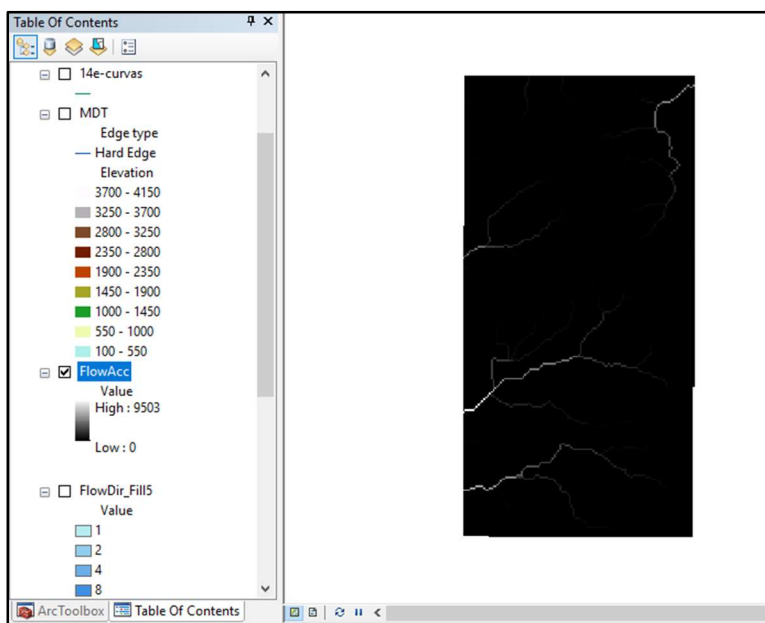 Table Of Contents
14e-curvas
MDT
Edge type
Hard Edge
Elevation
3700 - 4150
3250 - 3700
2800 - 3250
2350 - 2800
1900 - 2350
1450 - 1900
1000 - 1450
550 - 1000
100 - 550
FlowAcc
Value
High : 9503
Low : 0
FlowDir_Fill5
Value
1
2
4
8
ArcToolbox Table Of Contents